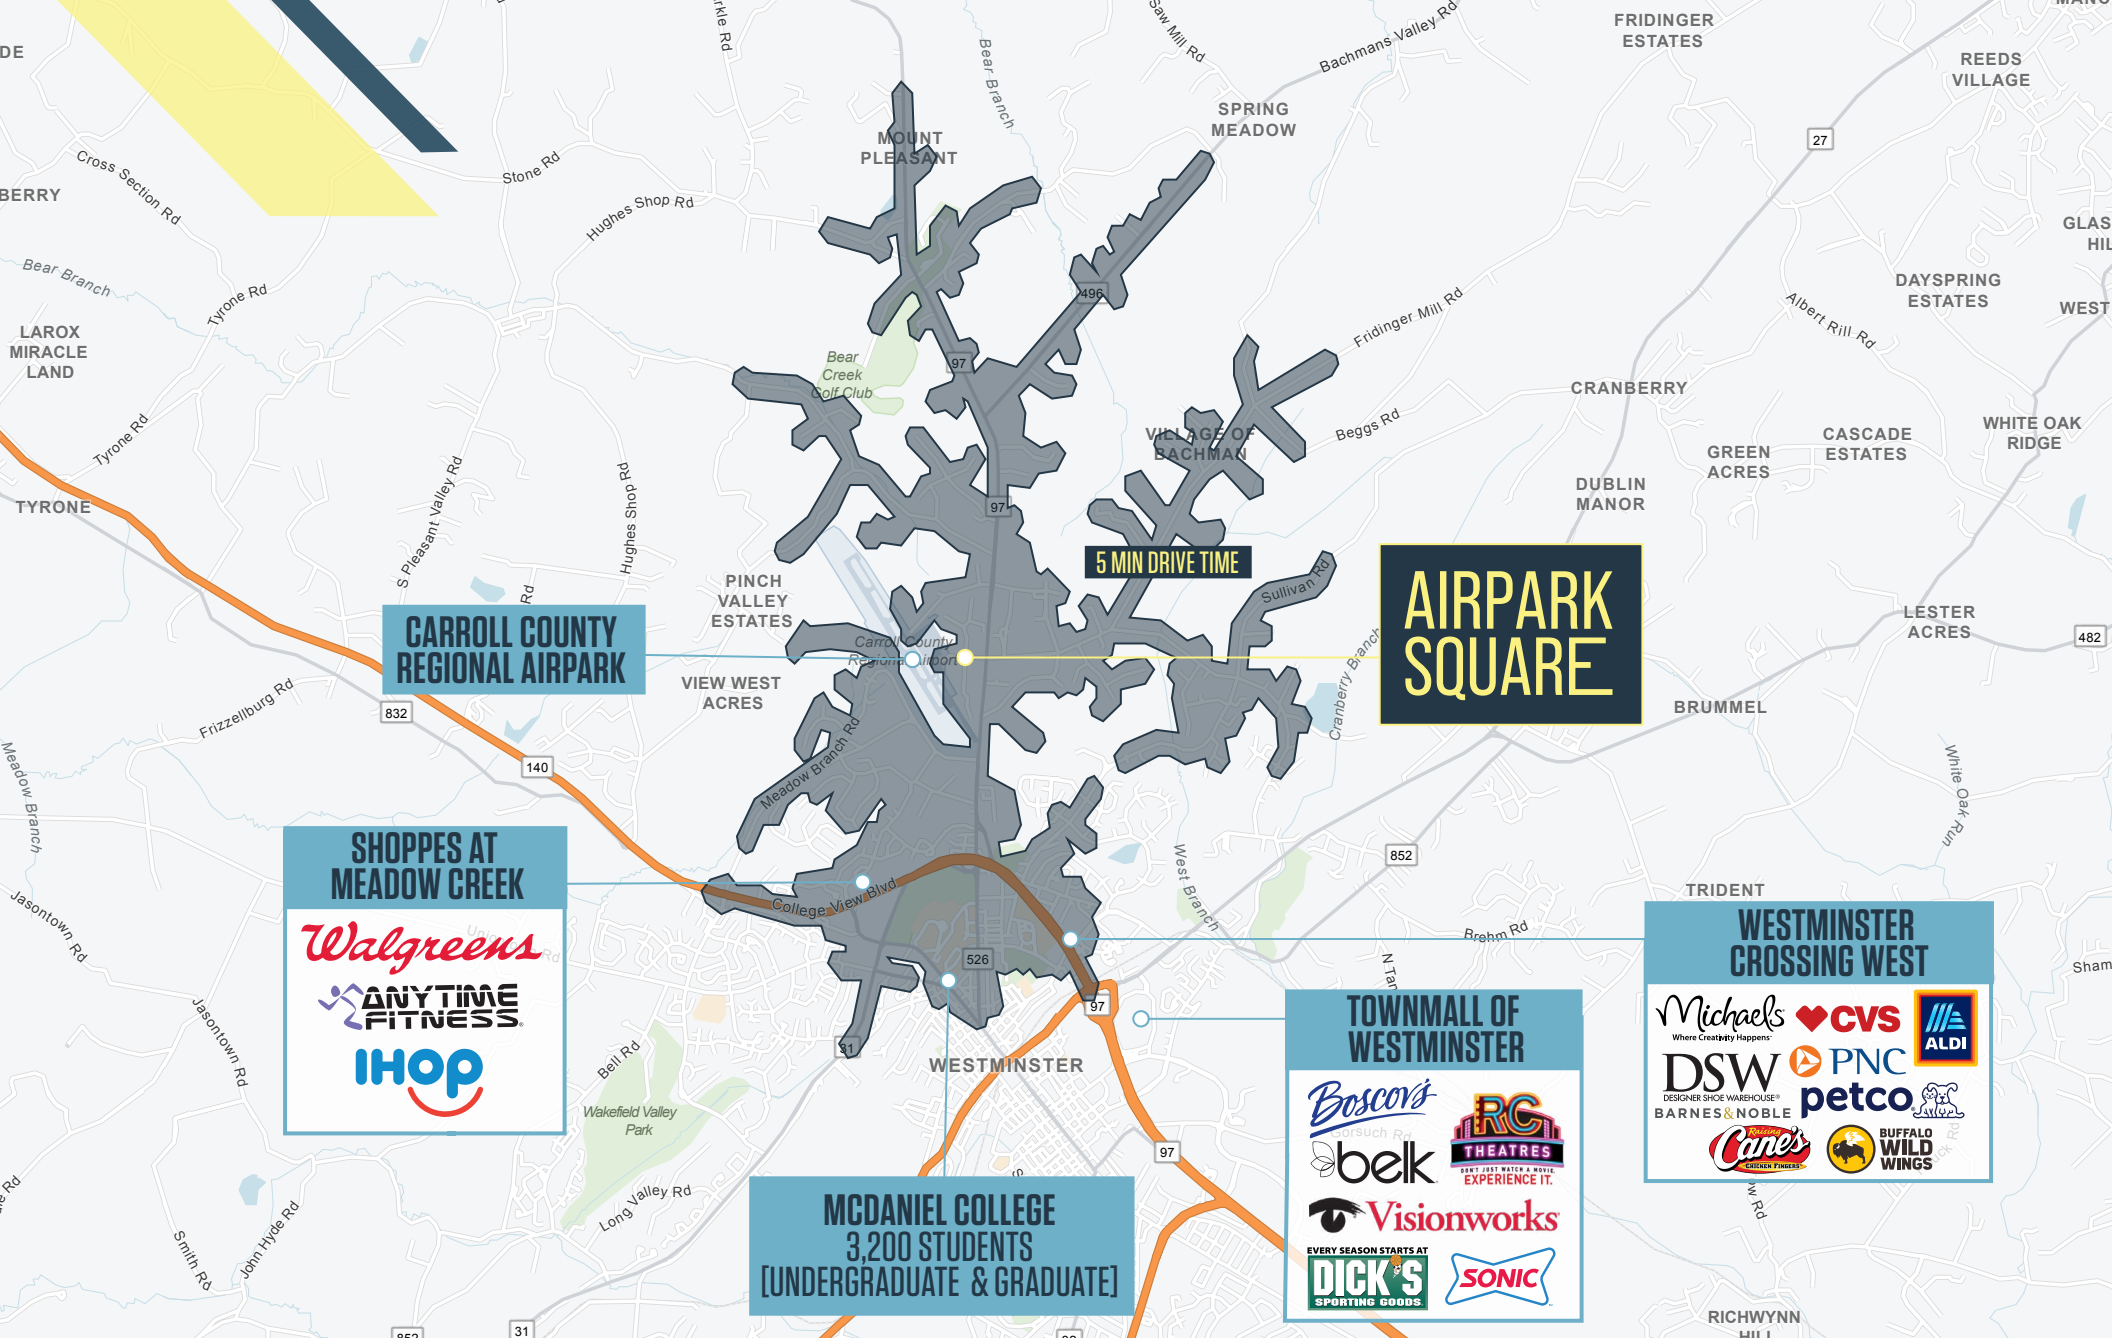 FRIDINGER
ESTATES
Bachmans Valley Rd
Saw Mill Rd
Bear Branch
REEDS
VILLAGE
SPRING
MEADOW
MOUNT
PLEASANT
27
Cross Section Rd
Stone Rd
Hughes Shop Rd
BERRY
Bear Branch
Tyrone Rd
DAYSPRING
ESTATES
WEST
496
Albert Rill Rd
Fridinger Mill Rd
LAROX
MIRACLE
LAND
Bear
Creek
Golf Club
97
CRANBERRY
Beggs Rd
Tyrone Rd
VILLAGE OF
BACHMAN
GREEN
ACRES
CASCADE
ESTATES
WHITE OAK
RIDGE
DUBLIN
MANOR
TYRONE
S Pleasant Valley Rd
Hughes Shop Rd
97
5 MIN DRIVE TIME
AIRPARK
SQUARE
Sullivan Rd
PINCH
VALLEY
ESTATES
Rd
CARROLL COUNTY
REGIONAL AIRPARK
Carroll County
Regional Airport
LESTER
ACRES
482
Cranberry Branch
VIEW WEST
ACRES
Frizzellburg Rd
832
BRUMMEL
Meadow Branch Rd
Meadow Branch
140
White Oak Run
SHOPPES AT
MEADOW CREEK
Walgreens
ANYTIME
FITNESS
IHOP
College View Blvd
West Branch
852
TRIDENT
Brehm Rd
Jasontown Rd
Jasontown Rd
526
97
31
WESTMINSTER
Bell Rd
Wakefield Valley
Park
Long Valley Rd
97
John Hyde Rd
Smith Rd
MCDANIEL COLLEGE
3,200 STUDENTS
[UNDERGRADUATE & GRADUATE]
TOWNMALL OF
WESTMINSTER
BOSCOV'S
RC
THEATRES
DON'T JUST WATCH A MOVIE.
EXPERIENCE IT.
Gorsuch Rd
belk
Visionworks
EVERY SEASON STARTS AT
DICK'S
SPORTING GOODS
SONIC
WESTMINSTER
CROSSING WEST
Michaels
Where Creativity Happens
CVS
ALDI
DSW
DESIGNER SHOE WAREHOUSE
PNC
BARNES&NOBLE
petco
Raising
Cane's
CHICKEN FINGERS
BUFFALO
WILD
WINGS
RICHWYNN
HILL
31
852